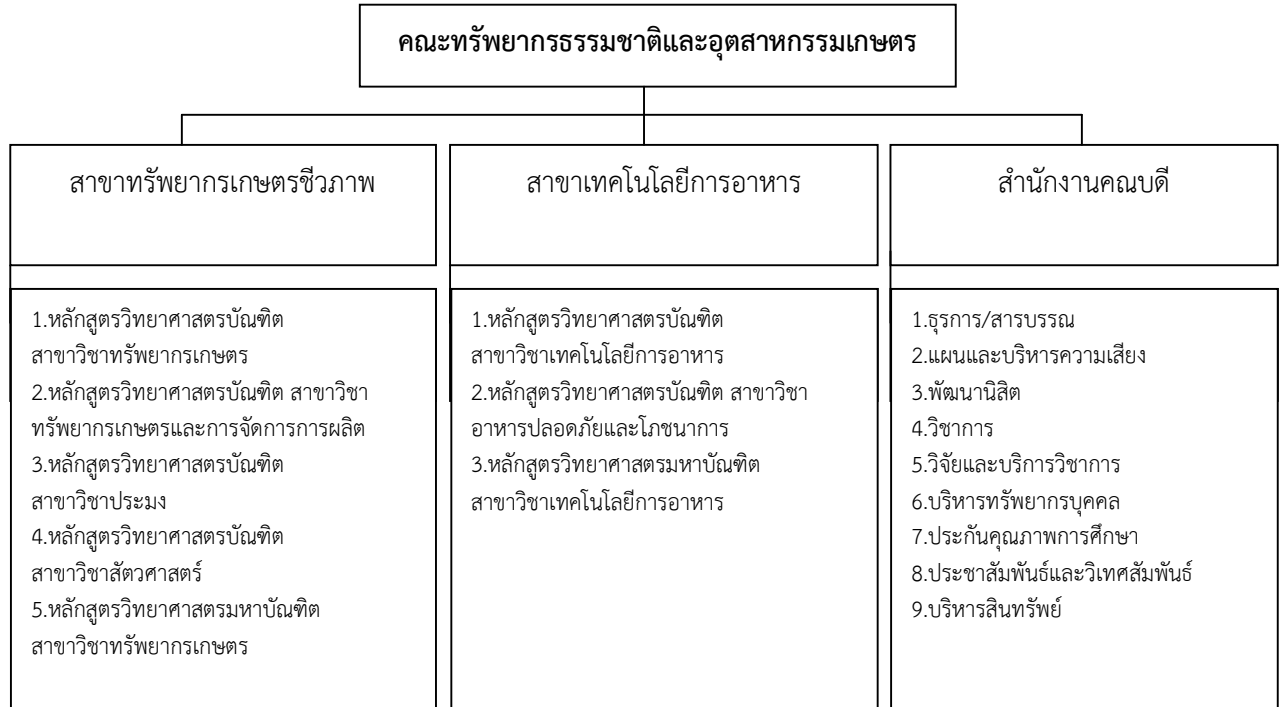 คณะทรัพยากรธรรมชาติและอุตสาหกรรมเกษตร
สาขาทรัพยากรเกษตรชีวภาพ
1.หลักสูตรวิทยาศาสตรบัณฑิต
สาขาวิชาทรัพยากรเกษตร
2.หลักสูตรวิทยาศาสตรบัณฑิต สาขาวิชา
ทรัพยากรเกษตรและการจัดการการผลิต
3.หลักสูตรวิทยาศาสตรบัณฑิต
สาขาวิชาประมง
4.หลักสูตรวิทยาศาสตรบัณฑิต
สาขาวิชาสัตวศาสตร์
5.หลักสูตรวิทยาศาสตรมหาบัณฑิต
สาขาวิชาทรัพยากรเกษตร
สาขาเทคโนโลยีการอาหาร
1.หลักสูตรวิทยาศาสตรบัณฑิต
สาขาวิชาเทคโนโลยีการอาหาร
2.หลักสูตรวิทยาศาสตรบัณฑิต สาขาวิชา
อาหารปลอดภัยและโภชนาการ
3.หลักสูตรวิทยาศาสตรมหาบัณฑิต
สาขาวิชาเทคโนโลยีการอาหาร
สำนักงานคณบดี
1.ธุรการ/สารบรรณ
2.แผนและบริหารความเสียง
3.พัฒนานิสิต
4.วิชาการ
5.วิจัยและบริการวิชาการ
6.บริหารทรัพยากรบุคคล
7.ประกันคุณภาพการศึกษา
8.ประชาสัมพันธ์และวิเทศสัมพันธ์
9.บริหารสินทรัพย์